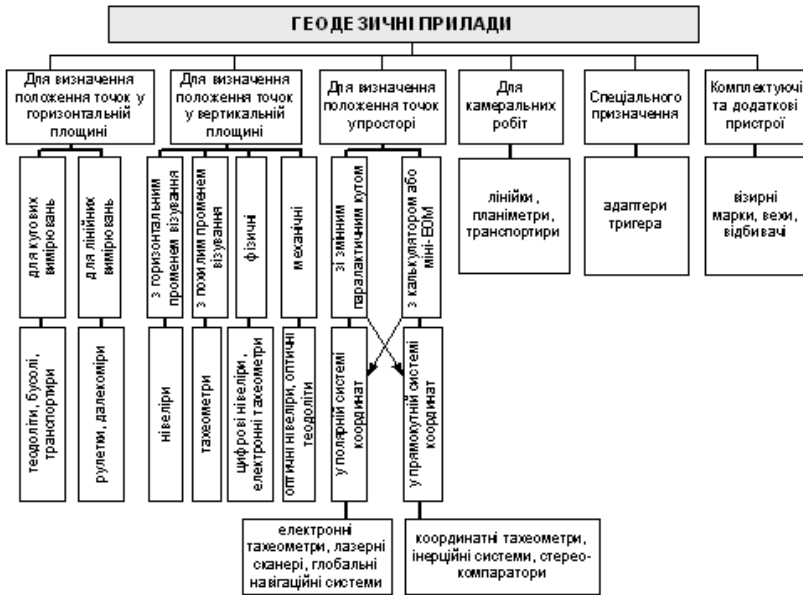 ГЕОДЕЗИЧНІ ПРИЛАДИ
Для визначення
положення точок у
горизонтальній
площині
Для визначення
положення точок
у вертикальній
площині
Для визначення
положення точок
упросторі
Для
камеральних
робіт
Спеціального
призначення
Комплектуючі
та додаткові
пристрої
для кутових
вимірювань
для лінійних
вимірювань
з горизонтальним
променем візування
з похилим променем
візування
фізичні
механічні
зі змінним
паралактичним кутом
з калькулятором або
міні-ЕОМ
лінійки,
планіметри,
транспортири
адаптери
тригера
візирні
марки, вехи,
відбивачі
теодоліти, бусолі,
транспортири
рулетки, далекоміри
нівеліри
тахеометри
цифрові нівеліри,
електронні тахеометри
оптичні нівеліри, оптичні
теодоліти
у полярній системі
координат
у прямокутній системі
координат
електронні
тахеометри, лазерні
сканері, глобальні
навігаційні системи
координатні тахеометри,
інерційні системи, стерео-
компаратори